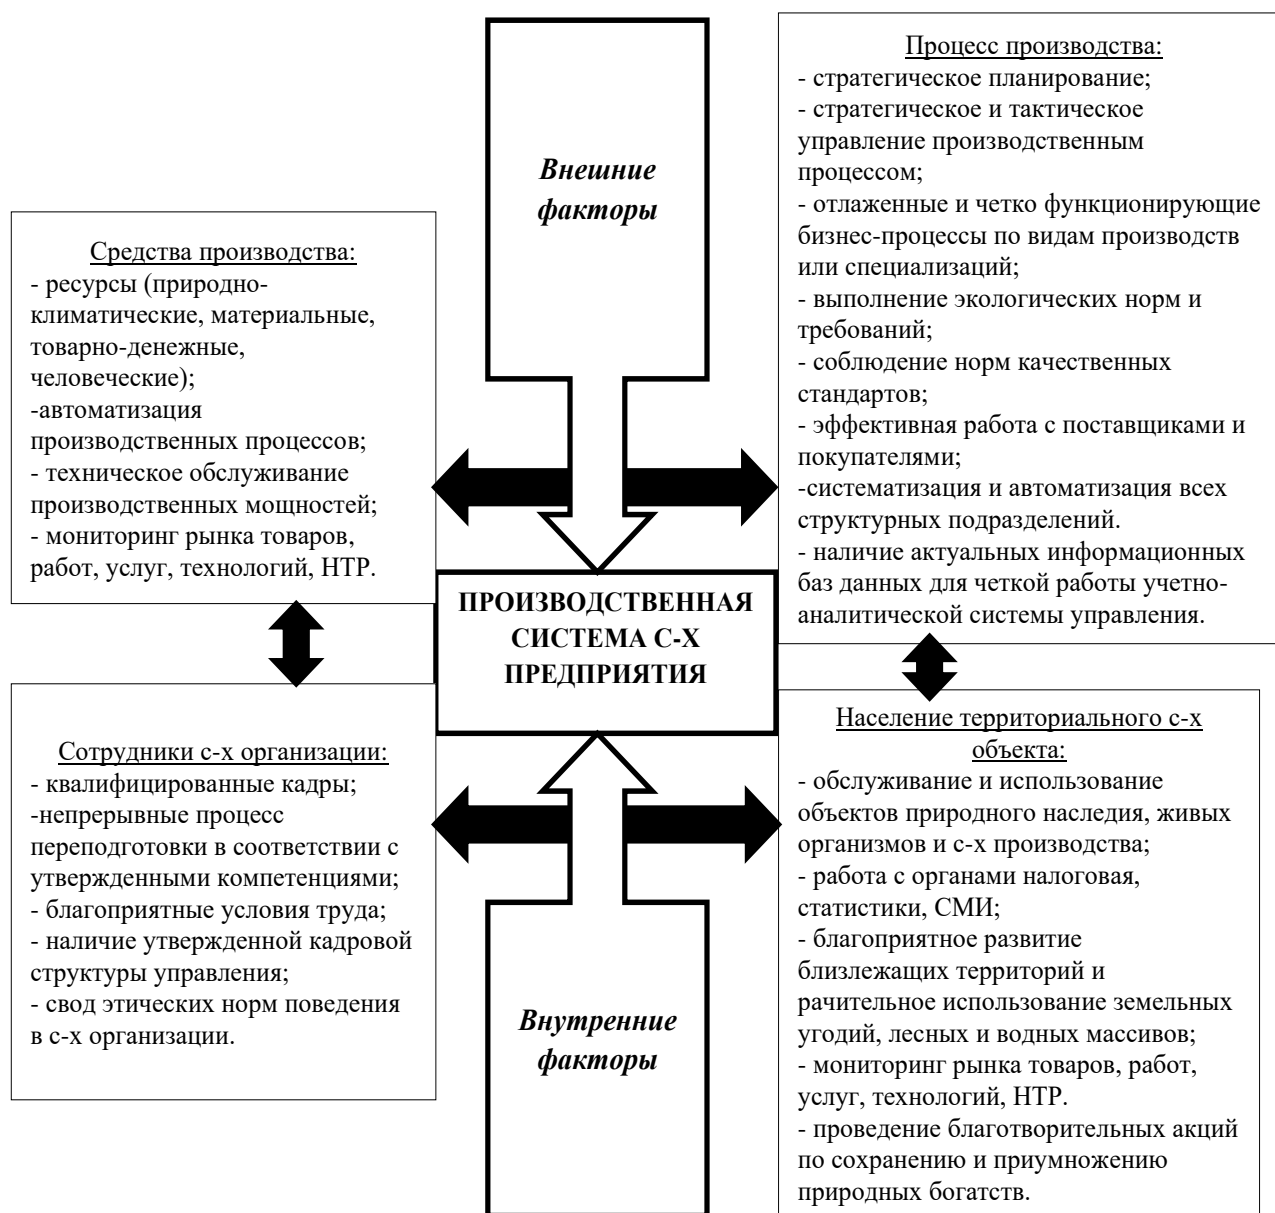 Внешние
факторы
Процесс производства:
- стратегическое планирование;
- стратегическое и тактическое
управление производственным
процессом;
- отлаженные и четко функционирующие
бизнес-процессы по видам производств
или специализаций;
- выполнение экологических норм и
требований;
- соблюдение норм качественных
стандартов;
- эффективная работа с поставщиками и
покупателями;
-систематизация и автоматизация всех
структурных подразделений.
- наличие актуальных информационных
баз данных для четкой работы учетно-
аналитической системы управления.
Средства производства:
- ресурсы (природно-
климатические, материальные,
товарно-денежные,
человеческие);
-автоматизация
производственных процессов;
- техническое обслуживание
производственных мощностей;
- мониторинг рынка товаров,
работ, услуг, технологий, НТР.
ПРОИЗВОДСТВЕННАЯ
СИСТЕМА С-Х
ПРЕДПРИЯТИЯ
Сотрудники с-х организации:
- квалифицированные кадры;
-непрерывные процесс
переподготовки в соответствии с
утвержденными компетенциями;
- благоприятные условия труда;
- наличие утвержденной кадровой
структуры управления;
- свод этических норм поведения
в с-х организации.
Население территориального с-х
объекта:
- обслуживание и использование
объектов природного наследия, живых
организмов и с-х производства;
- работа с органами налоговая,
статистики, СМИ;
- благоприятное развитие
близлежащих территорий и
рачительное использование земельных
угодий, лесных и водных массивов;
- мониторинг рынка товаров, работ,
услуг, технологий, НТР.
- проведение благотворительных акций
по сохранению и приумножению
природных богатств.
Внутренние
факторы